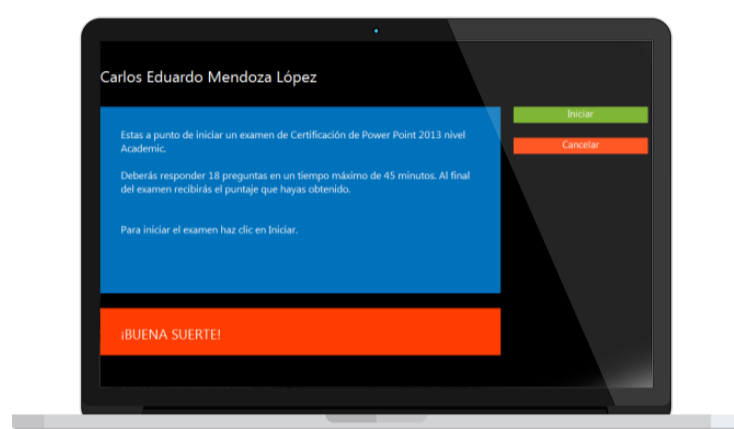 Carlos Eduardo Mendoza López
Iniciar
Estas a punto de iniciar un examen de Certificación de Power Point 2013 nivel
Academic.
Cancelar
Deberás responder 18 preguntas en un tiempo máximo de 45 minutos. Al final
del examen recibirás el puntaje que hayas obtenido.
Para iniciar el examen haz clic en Iniciar.
¡BUENA SUERTE!